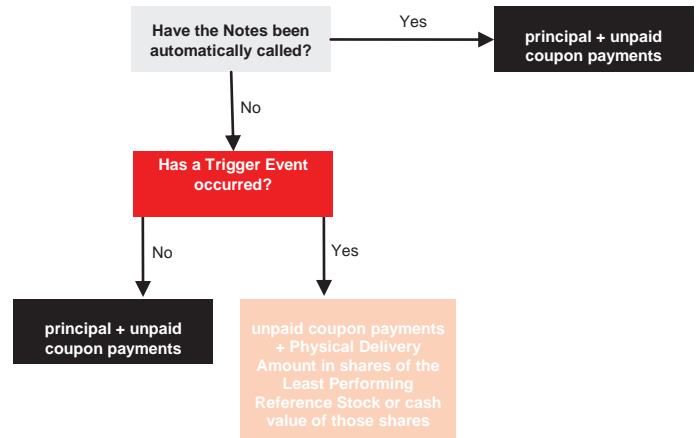 Have the Notes been
automatically called?
Yes
principal + unpaid
coupon payments
No
Has a Trigger Event
occurred?
No
Yes
principal + unpaid
coupon payments
unpaid coupon payments
+ Physical Delivery
Amount in shares of the
Least Performing
Reference Stock or cash
value of those shares